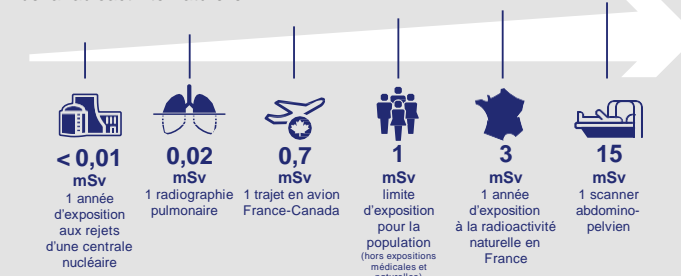 < 0,01
mSv
1 année
d'exposition
aux rejets
d'une centrale
nucléaire
0,02
mSv
1 radiographie
pulmonaire
0,7
mSv
1 trajet en avion
France-Canada
1
mSv
limite
d'exposition
pour la
population
(hors expositions
médicales et
3
mSv
1 année
d'exposition
à la radioactivité
naturelle en
France
15
mSv
1 scanner
abdomino-
pelvien